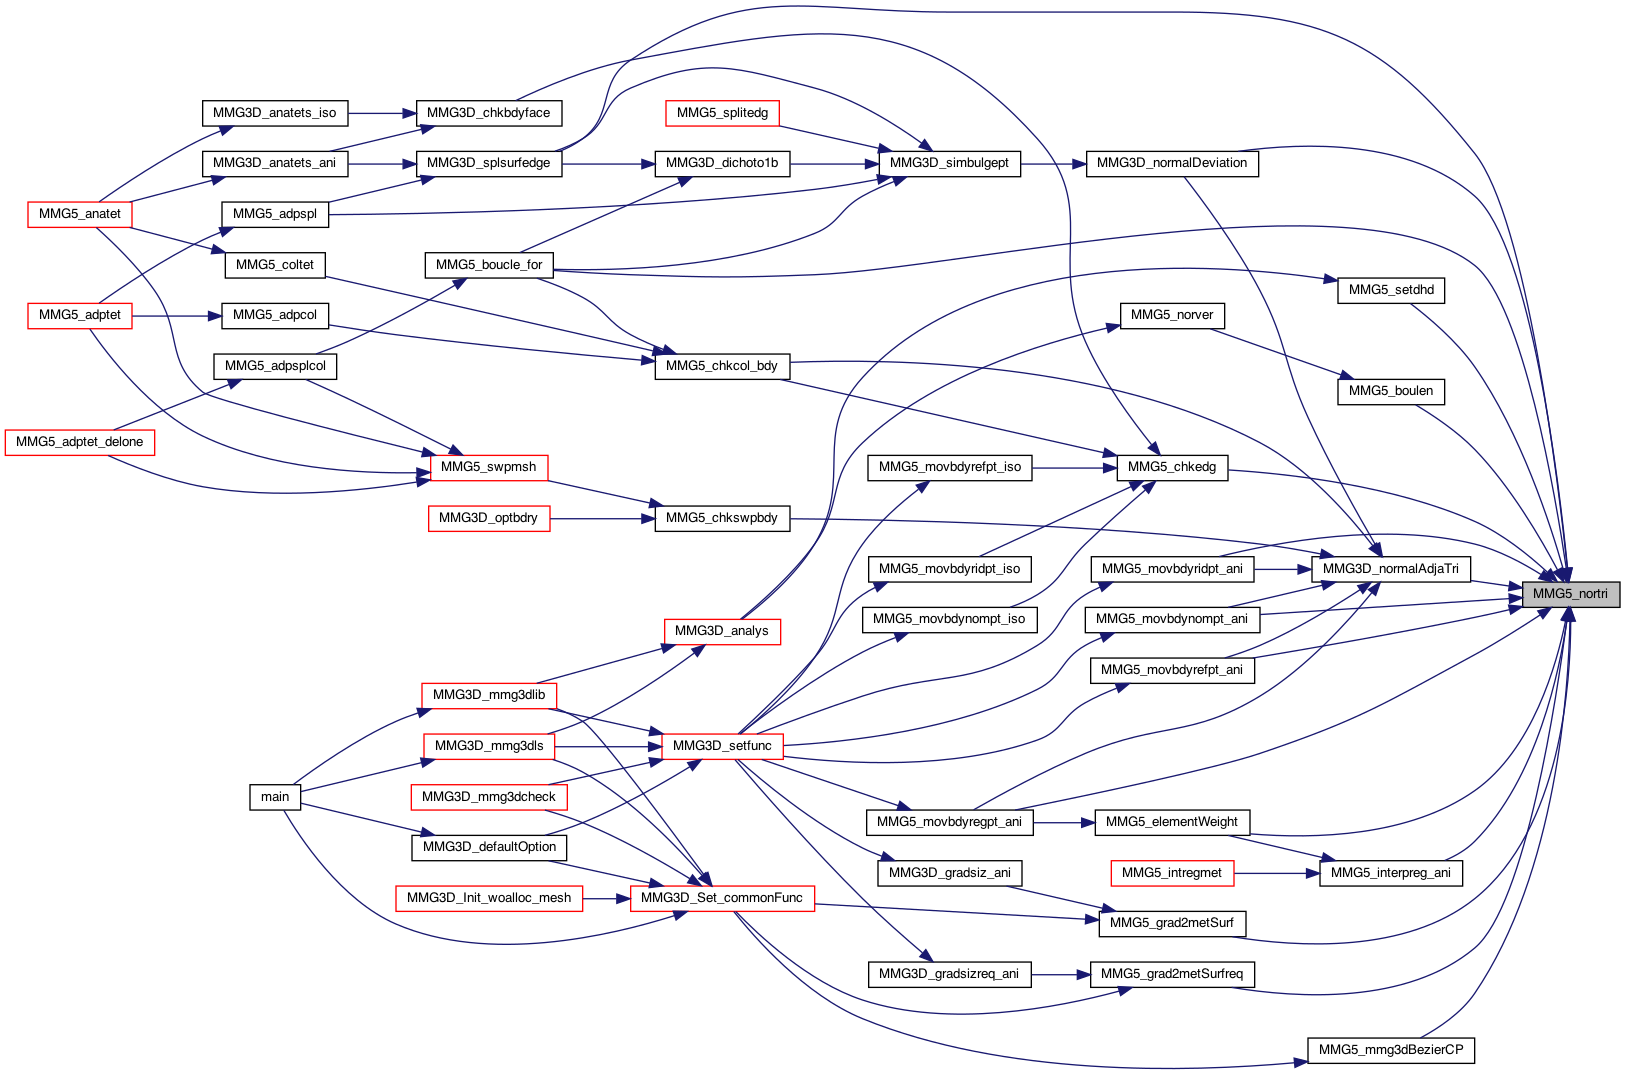 MMG3D_anatets_iso
MMG3D_chkbdyface
MMG5_splitedg
MMG3D_anatets_ani
MMG3D_splsurfedge
MMG3D_dichoto1b
MMG3D_simbulgept
MMG3D_normalDeviation
MMG5_anatet
MMG5_adpspl
MMG5_coltet
MMG5_boucle_for
MMG5_setdhd
MMG5_adptet
MMG5_adpcol
MMG5_norver
MMG5_adpsplcol
MMG5_chkcol_bdy
MMG5_boulen
MMG5_adptet_delone
MMG5_swpmsh
MMG5_movbdyrefpt_iso
MMG5_chkedg
MMG3D_optbdry
MMG5_chkswpbdy
MMG5_movbdyridpt_iso
MMG5_movbdyridpt_ani
MMG3D_normalAdjaTri
MMG5_nortri
MMG3D_analys
MMG5_movbdynompt_iso
MMG5_movbdynompt_ani
MMG5_movbdyrefpt_ani
MMG3D_mmg3dlib
MMG3D_mmg3dls
MMG3D_setfunc
main
MMG3D_mmg3dcheck
MMG5_movbdyregpt_ani
MMG5_elementWeight
MMG3D_defaultOption
MMG3D_gradsiz_ani
MMG5_intregmet
MMG5_interpreg_ani
MMG3D_Init_woalloc_mesh
MMG3D_Set_commonFunc
MMG5_grad2metSurf
MMG3D_gradsizreq_ani
MMG5_grad2metSurfreq
MMG5_mmg3dBezierCP